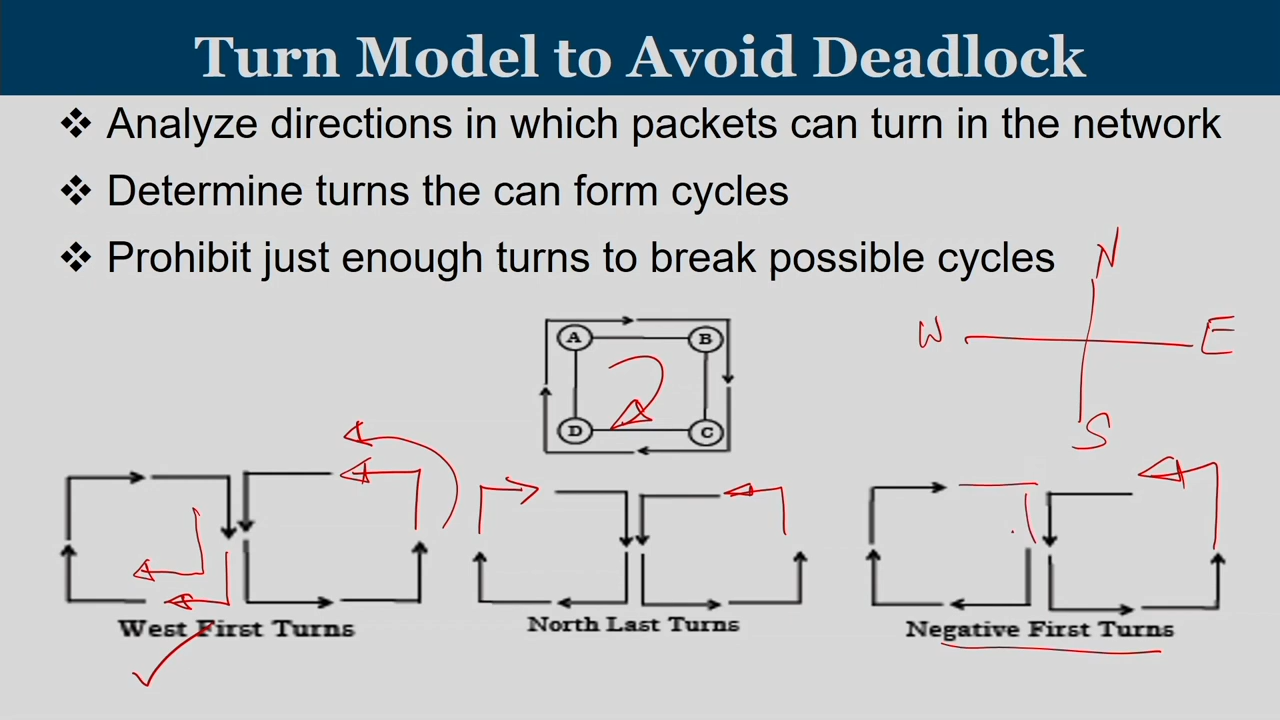 Turn Model to Avoid Deadlock
❖ Analyze directions in which packets can turn in the network
❖ Determine turns the can form cycles
❖ Prohibit just enough turns to break possible cycles
N
W
E
S
A
B
D
C
West First Turns
North Last Turns
Negative First Turns